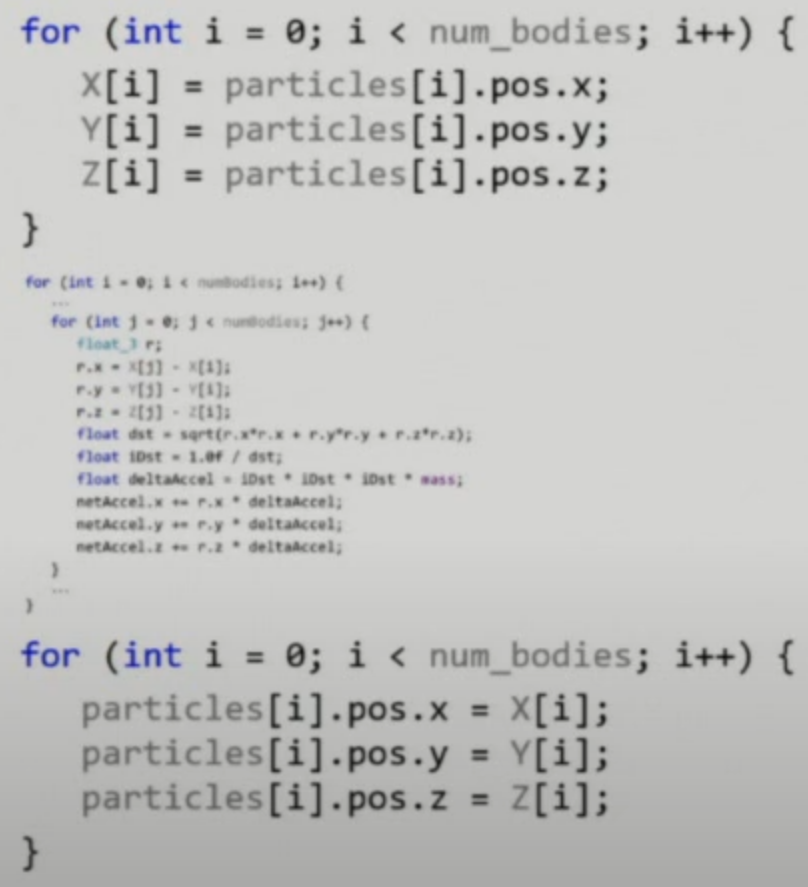 for (int i = 0; i < num_bodies; i++) {
X[i] = particles[i].pos.x;
Y[i] = particles[i].pos.y;
Z[i] = particles[i].pos.z;
}
for (int i = 0; i < numBodies; i++) {
...
for (int j = 0; j < numBodies; j++) {
float_3 r;
r.x = X[j] - X[i];
r.y = Y[j] - Y[i];
r.z = Z[j] - Z[i];
float dst = sqrt(r.x*r.x + r.y*r.y + r.z*r.z);
float iDst = 1.0f / dst;
float deltaAccel = iDst * iDst * iDst * mass;
netAccel.x += r.x * deltaAccel;
netAccel.y += r.y * deltaAccel;
netAccel.z += r.z * deltaAccel;
}
...
}
for (int i = 0; i < num_bodies; i++) {
particles[i].pos.x = X[i];
particles[i].pos.y = Y[i];
particles[i].pos.z = Z[i];
}